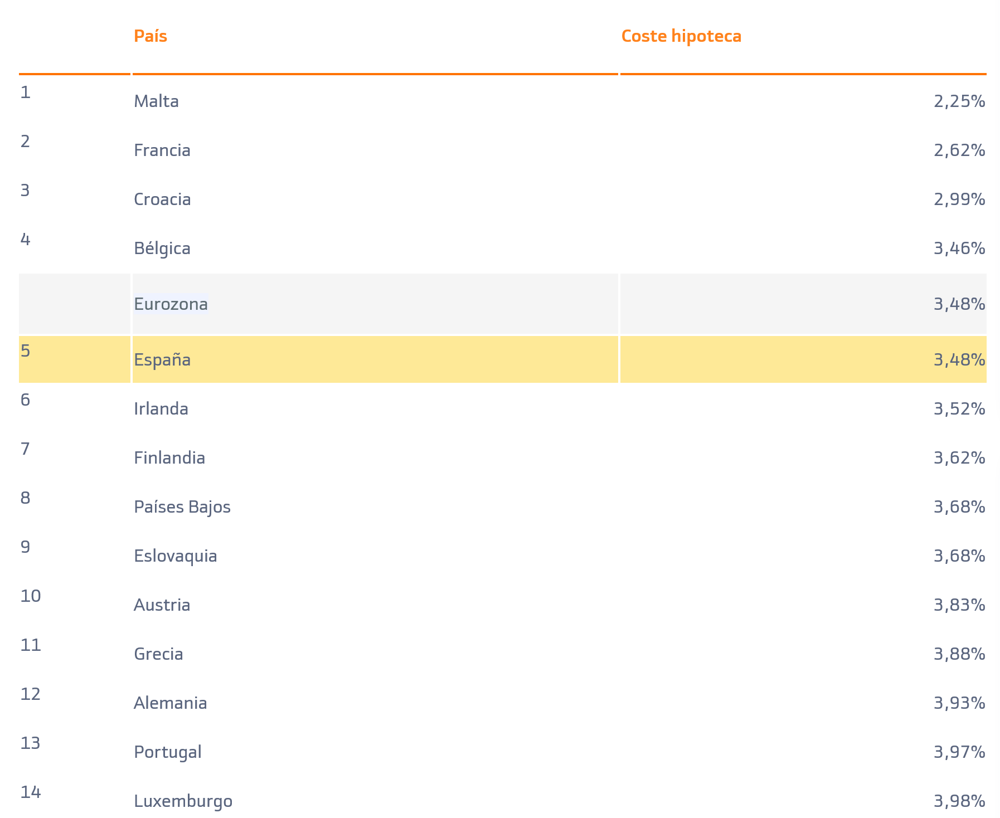 País Coste hipoteca
1 Malta 2,25%
2 Francia 2,62%
3 Croacia 2,99%
4 Bélgica 3,46%
Eurozona 3,48%
5 España 3,48%
6 Irlanda 3,52%
7 Finlandia 3,62%
8 Países Bajos 3,68%
9 Eslovaquia 3,68%
10 Austria 3,83%
11 Grecia 3,88%
12 Alemania 3,93%
13 Portugal 3,97%
14 Luxemburgo 3,98%